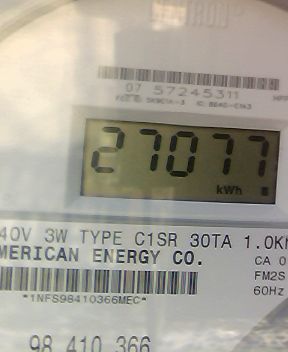 07 57245311
27077
kWh
40V 3W TYPE C1SR 30TA 1.0Kh
MERICAN ENERGY CO.
CA 0
FM2S
60Hz
*1NFS98410366MEC*
98 410 366